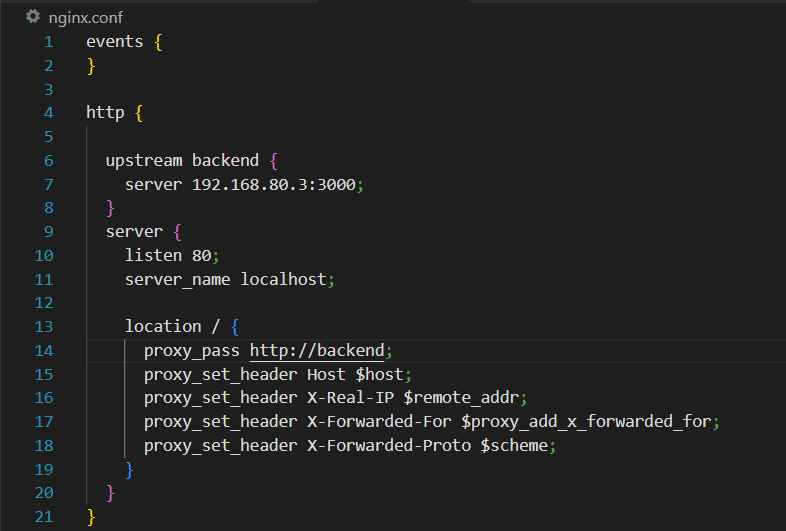 nginx.conf
1 events {
2 }
3
4 http {
5
6 upstream backend {
7 server 192.168.80.3:3000;
8 }
9 server {
10 listen 80;
11 server_name localhost;
12
13 location / {
14 proxy_pass http://backend;
15 proxy_set_header Host $host;
16 proxy_set_header X-Real-IP $remote_addr;
17 proxy_set_header X-Forwarded-For $proxy_add_x_forwarded_for;
18 proxy_set_header X-Forwarded-Proto $scheme;
19 }
20 }
21 }